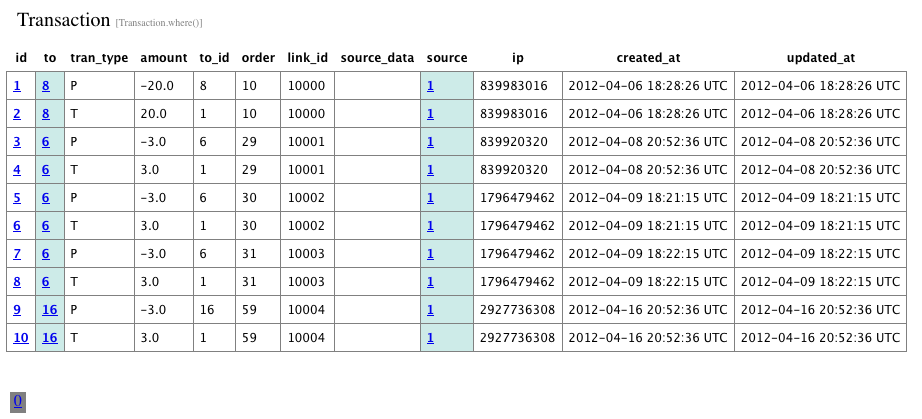 Transaction [Transaction.where()]
id to tran_type amount to_id order link_id source_data source ip created_at updated_at
1 8 P -20.0 8 10 10000 1 839983016 2012-04-06 18:28:26 UTC 2012-04-06 18:28:26 UTC
2 8 T 20.0 1 10 10000 1 839983016 2012-04-06 18:28:26 UTC 2012-04-06 18:28:26 UTC
3 6 P -3.0 6 29 10001 1 839920320 2012-04-08 20:52:36 UTC 2012-04-08 20:52:36 UTC
4 6 T 3.0 1 29 10001 1 839920320 2012-04-08 20:52:36 UTC 2012-04-08 20:52:36 UTC
5 6 P -3.0 6 30 10002 1 1796479462 2012-04-09 18:21:15 UTC 2012-04-09 18:21:15 UTC
6 6 T 3.0 1 30 10002 1 1796479462 2012-04-09 18:21:15 UTC 2012-04-09 18:21:15 UTC
7 6 P -3.0 6 31 10003 1 1796479462 2012-04-09 18:22:15 UTC 2012-04-09 18:22:15 UTC
8 6 T 3.0 1 31 10003 1 1796479462 2012-04-09 18:22:15 UTC 2012-04-09 18:22:15 UTC
9 16 P -3.0 16 59 10004 1 2927736308 2012-04-16 20:52:36 UTC 2012-04-16 20:52:36 UTC
10 16 T 3.0 1 59 10004 1 2927736308 2012-04-16 20:52:36 UTC 2012-04-16 20:52:36 UTC
0